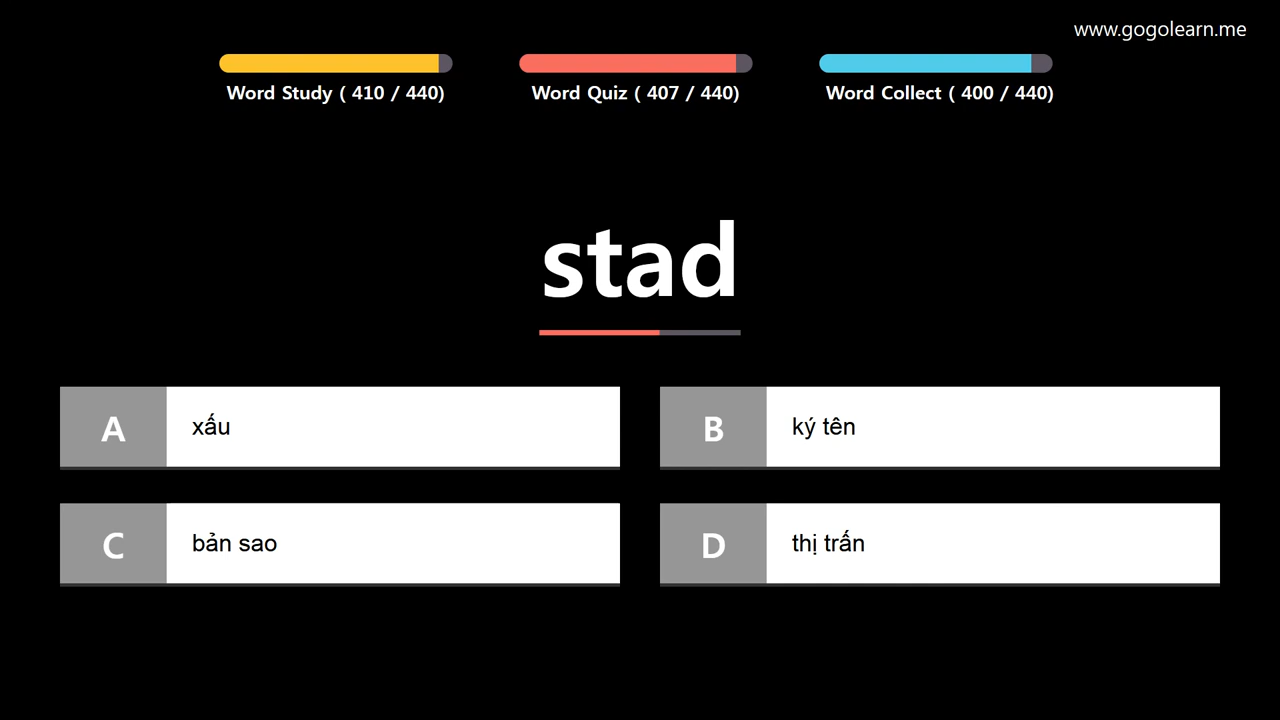 www.gogolearn.me
Word Study ( 410 / 440)
Word Quiz ( 407 / 440)
Word Collect ( 400 / 440)
stad
A
xấu
B
ký tên
C
bản sao
D
thị trấn